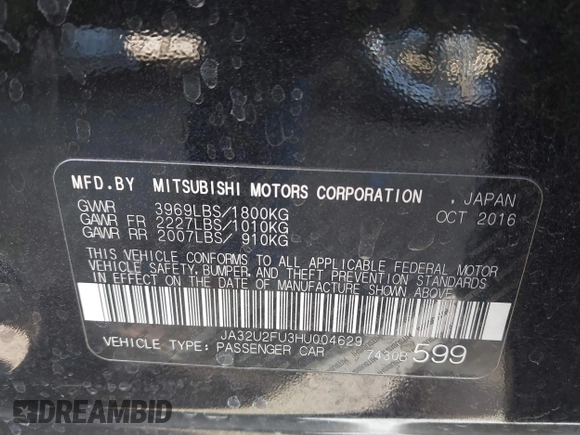 MFD.BY MITSUBISHI MOTORS CORPORATION , JAPAN
GVWR 3969LBS/1800KG OCT 2016
GAWR FR 2227LBS/1010KG
GAWR RR 2007LBS/ 910KG
THIS VEHICLE CONFORMS TO ALL APPLICABLE FEDERAL MOTOR
VEHICLE SAFETY, BUMPER, AND THEFT PREVENTION STANDARDS
IN EFFECT ON THE DATE OF MANUFACTURE SHOWN ABOVE.
JA32U2FU3HU004629
VEHICLE TYPE: PASSENGER CAR 7430B 599
DREAMBID